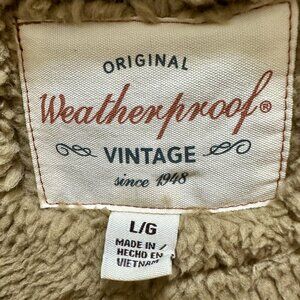 ORIGINAL
Weatherproof®
VINTAGE
since 1948
L/G
MADE IN /
HECHO EN
VIETNAM